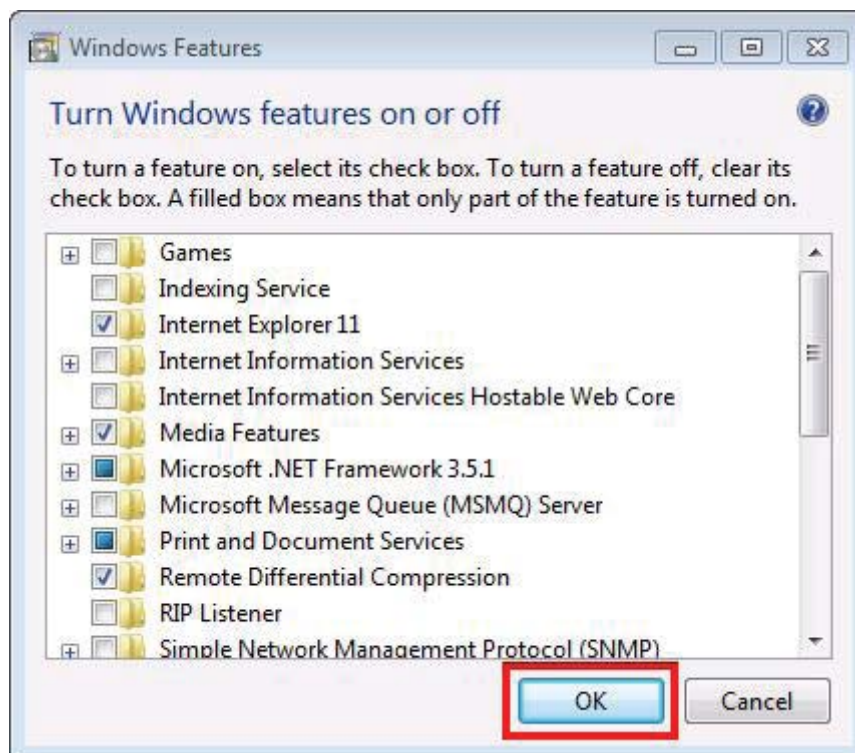 Windows Features
Turn Windows features on or off
To turn a feature on, select its check box. To turn a feature off, clear its
check box. A filled box means that only part of the feature is turned on.
Games
Indexing Service
Internet Explorer 11
Internet Information Services
Internet Information Services Hostable Web Core
Media Features
Microsoft .NET Framework 3.5.1
Microsoft Message Queue (MSMQ) Server
Print and Document Services
Remote Differential Compression
RIP Listener
Simple Network Management Protocol (SNMP)
OK Cancel